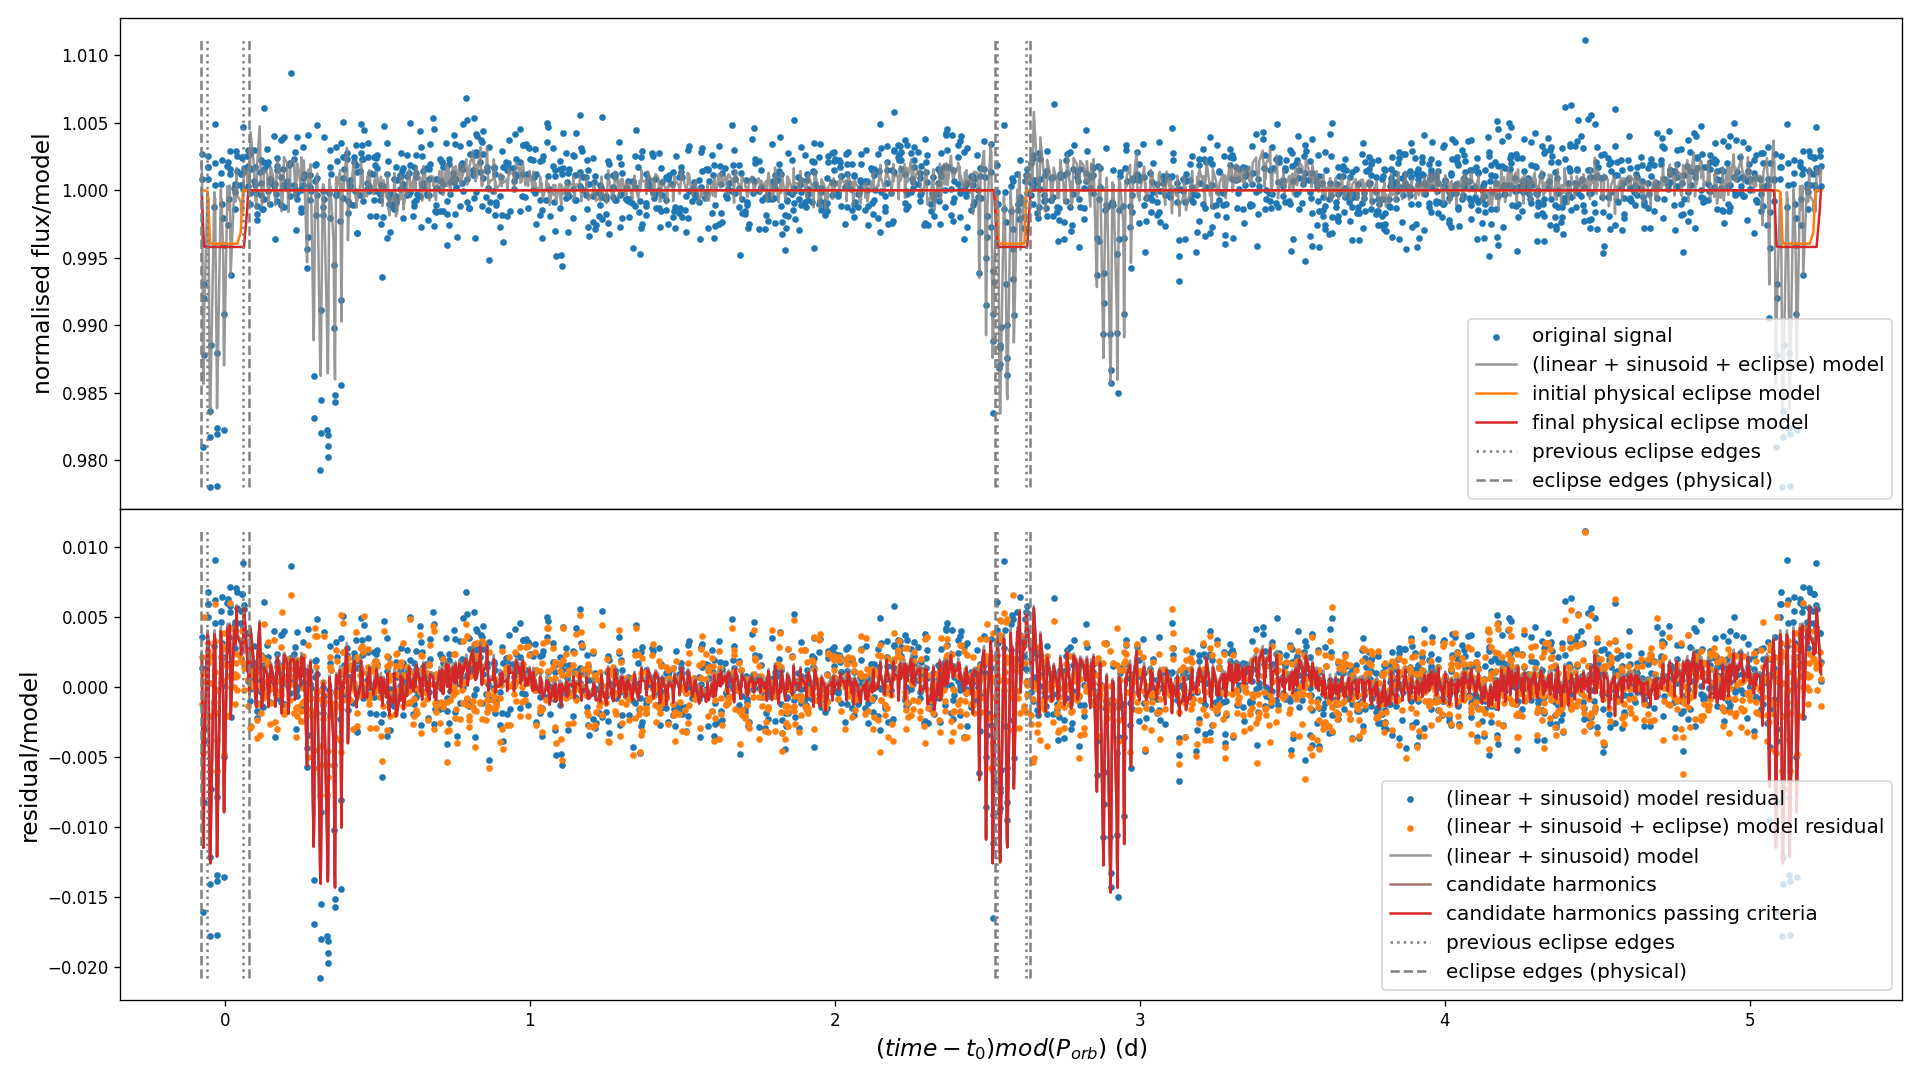 normalised flux/model
1.010
1.005
1.000
0.995
0.990
0.985
0.980
original signal
(linear + sinusoid + eclipse) model
initial physical eclipse model
final physical eclipse model
previous eclipse edges
eclipse edges (physical)
residual/model
0.010
0.005
0.000
−0.005
−0.010
−0.015
−0.020
(linear + sinusoid) model residual
(linear + sinusoid + eclipse) model residual
(linear + sinusoid) model
candidate harmonics
candidate harmonics passing criteria
previous eclipse edges
eclipse edges (physical)
0 1 2 3 4 5
(time − t₀)mod(Pₒᵣb) (d)